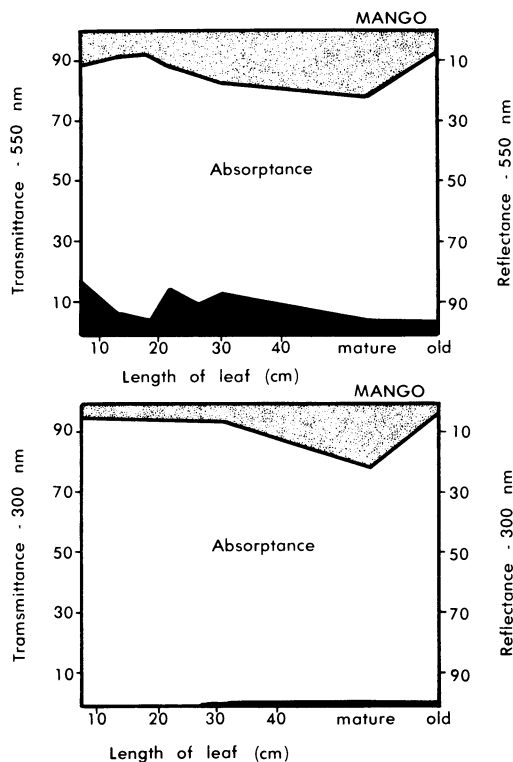 MANGO
90
70
50
30
10
Transmittance - 550 nm
Absorptance
10
30
50
70
90
Reflectance - 550 nm
10 20 30 40 mature old
Length of leaf (cm)
MANGO
90
70
50
30
10
Tramsmittance - 300 nm
Absorptance
10
30
50
70
90
Reflectance - 300 nm
10 20 30 40 mature old
Length of leaf (cm)